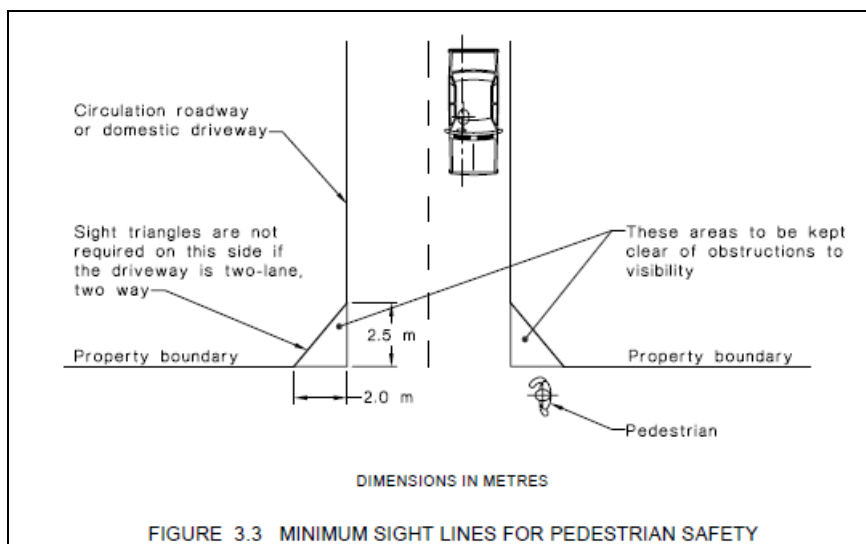 Circulation roadway
or domestic driveway
Sight triangles are not
required on this side if
the driveway is two-lane,
two way
These areas to be kept
clear of obstructions to
visibility
2.5 m
Property boundary
Property boundary
2.0 m
Pedestrian
DIMENSIONS IN METRES
FIGURE 3.3 MINIMUM SIGHT LINES FOR PEDESTRIAN SAFETY